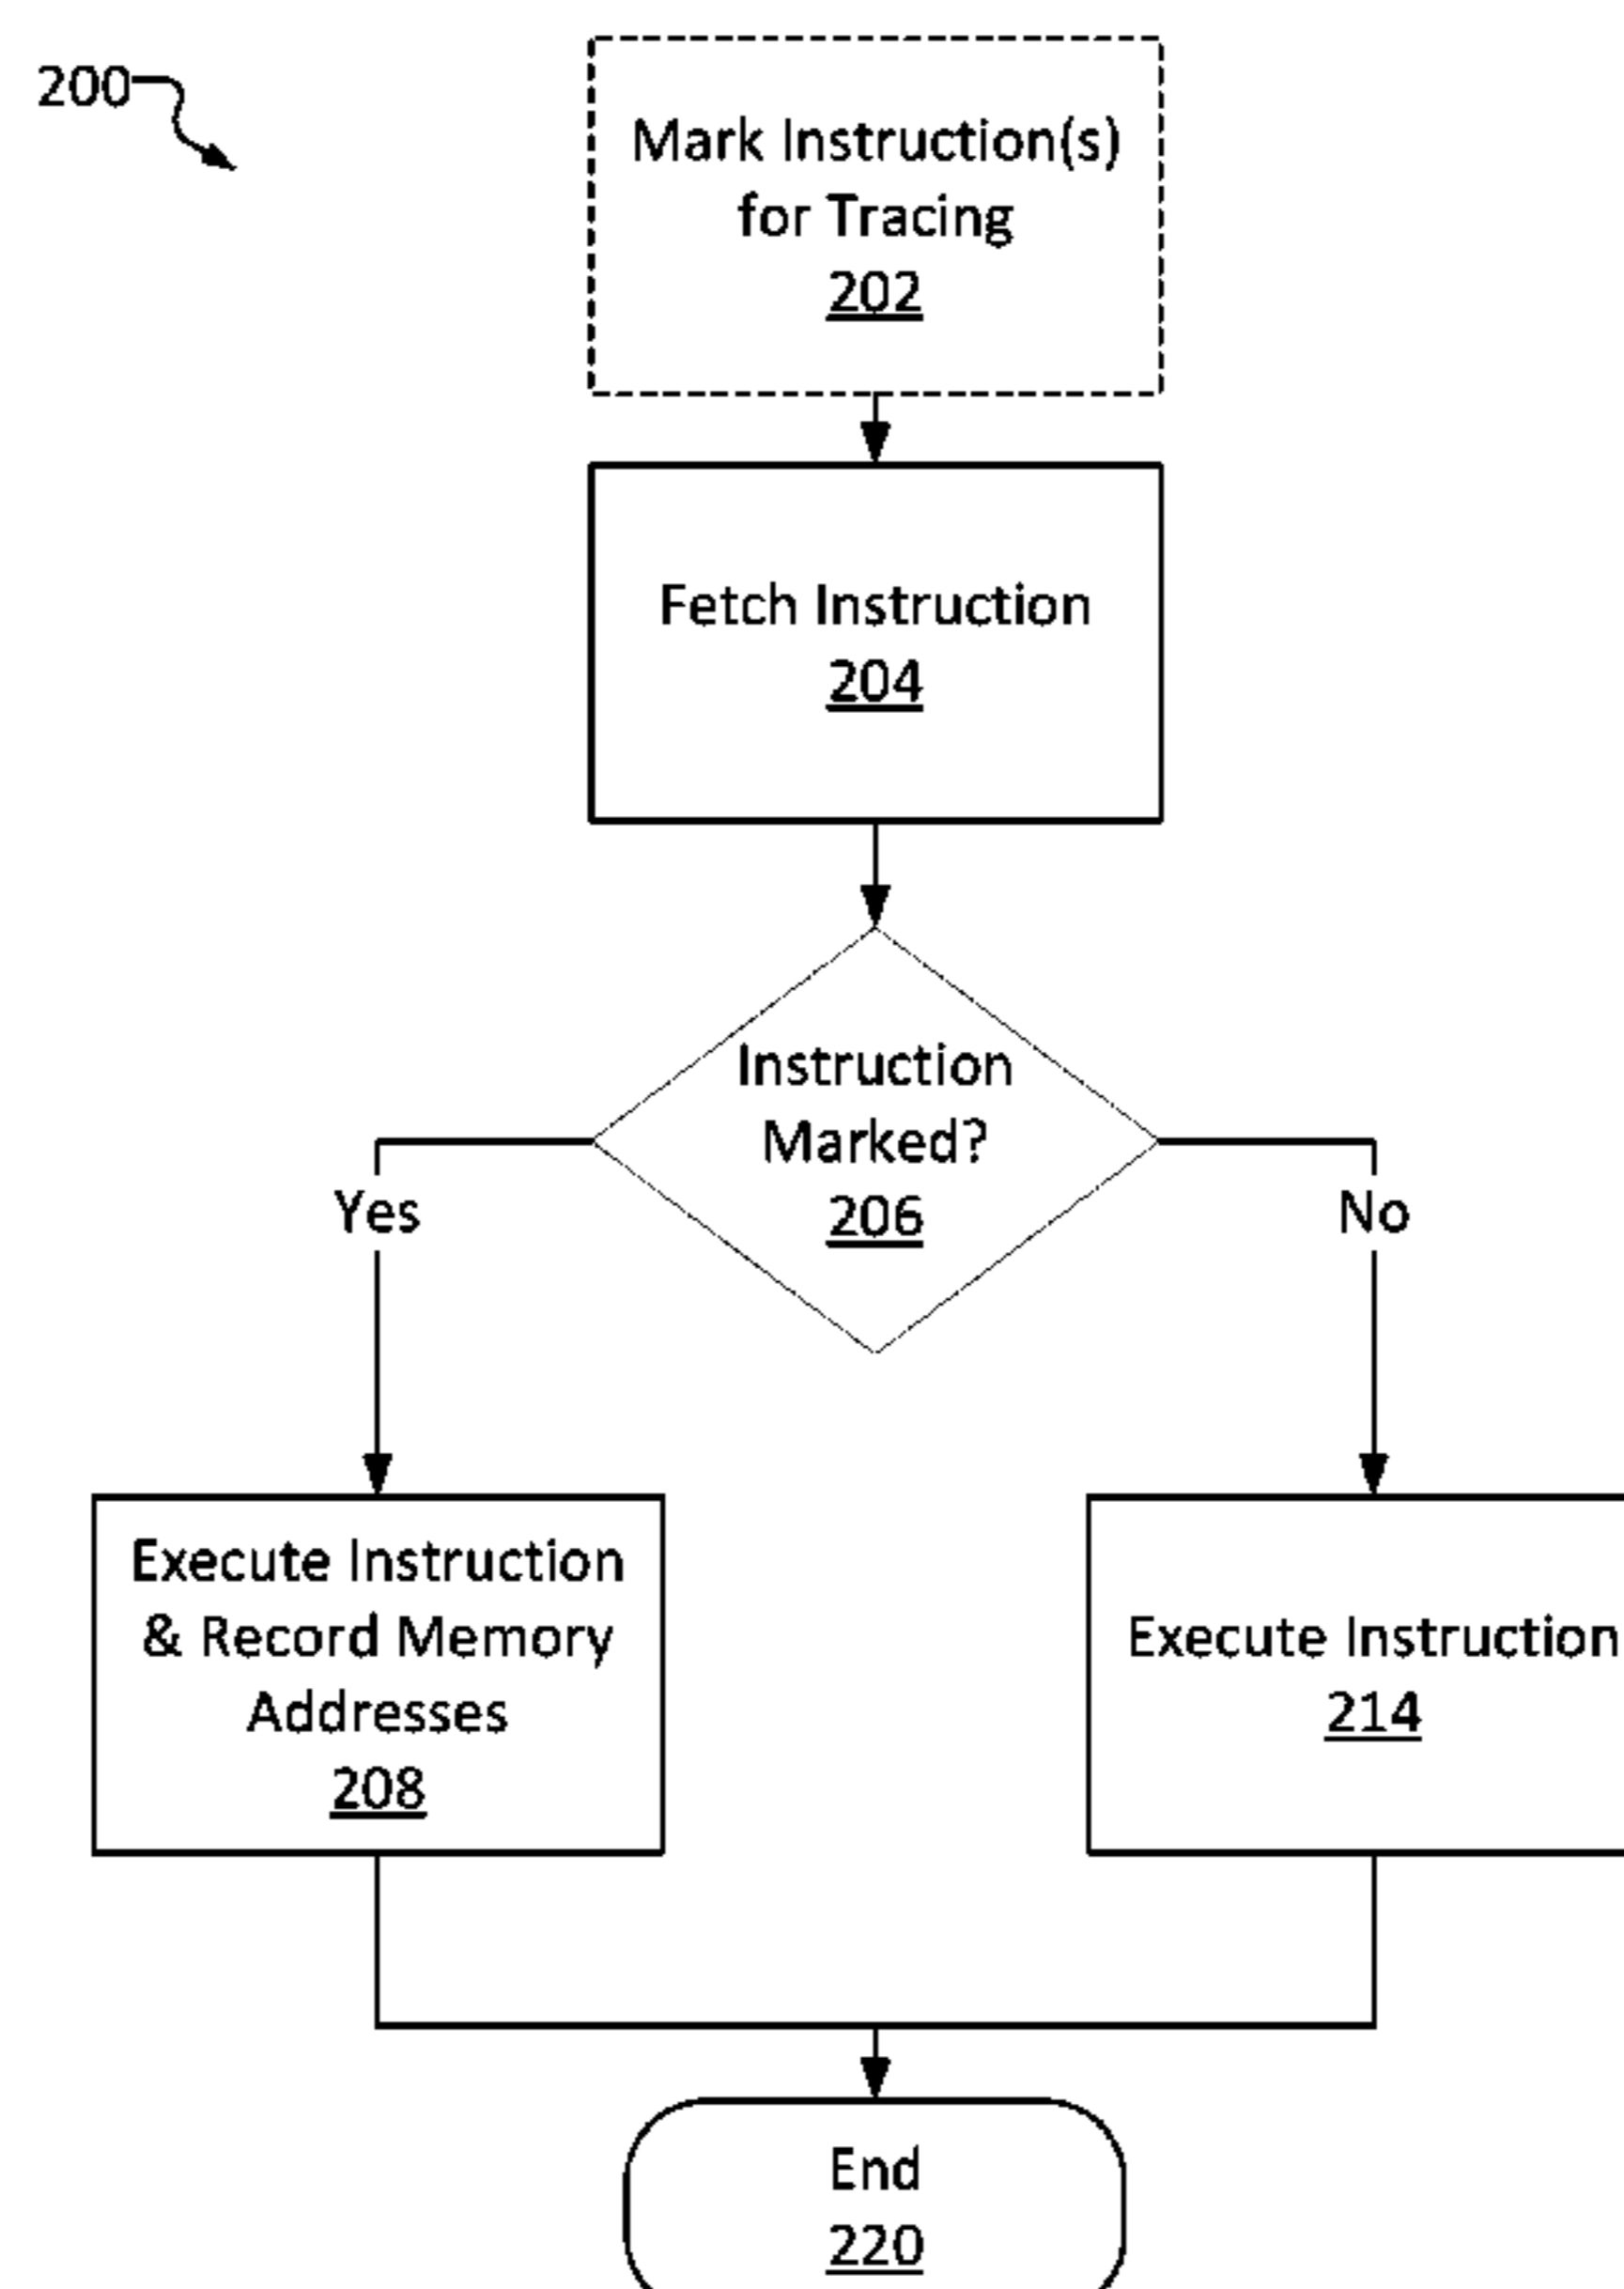 200
Mark Instruction(s)
for Tracing
202
Fetch Instruction
204
Instruction
Marked?
206
Yes
No
Execute Instruction
& Record Memory
Addresses
208
Execute Instruction
214
End
220